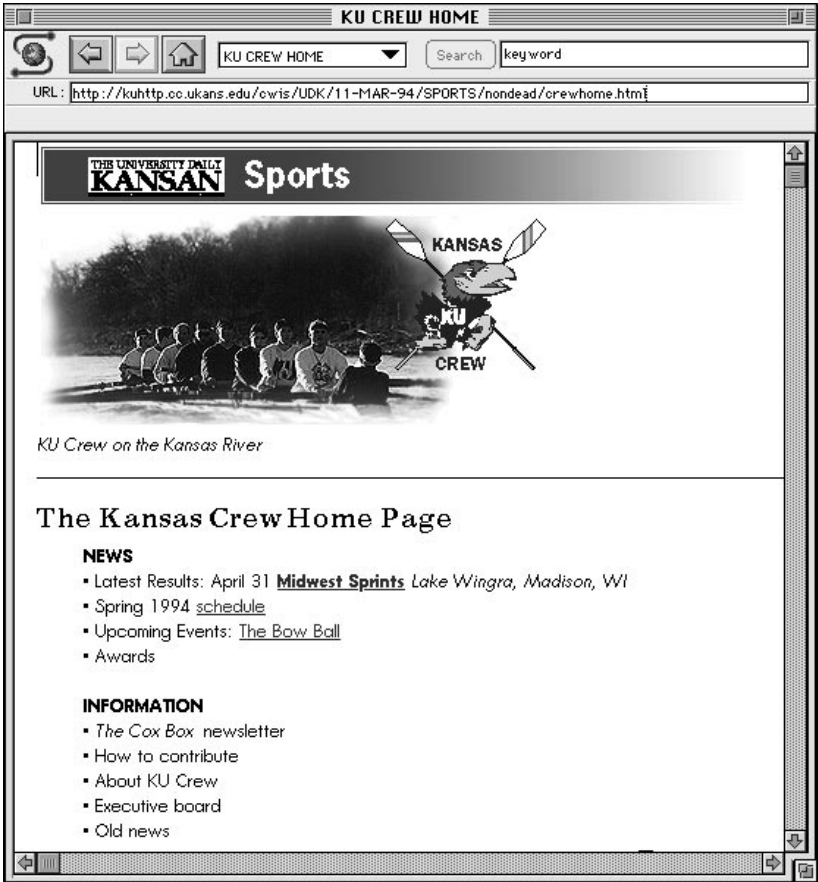 KU CREW HOME
KU CREW HOME Search keyword
URL: http://kuhttp.cc.ukans.edu/cwis/UDK/11-MAR-94/SPORTS/nondead/crewhome.html
THE UNIVERSITY DAILY
KANSAN Sports
KANSAS
KU
CREW
KU Crew on the Kansas River
The Kansas Crew Home Page
NEWS
▪ Latest Results: April 31 Midwest Sprints Lake Wingra, Madison, WI
▪ Spring 1994 schedule
▪ Upcoming Events: The Bow Ball
▪ Awards
INFORMATION
▪ The Cox Box newsletter
▪ How to contribute
▪ About KU Crew
▪ Executive board
▪ Old news